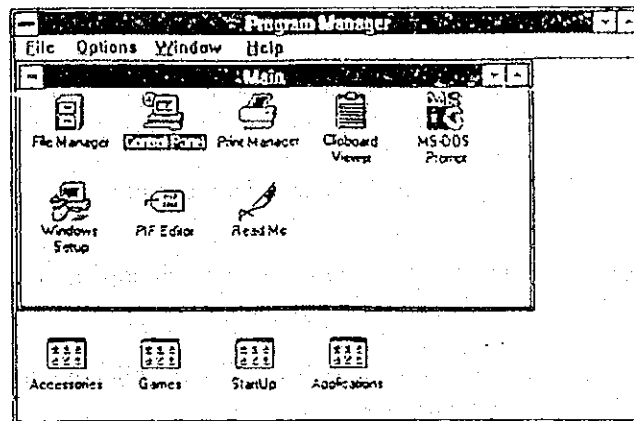 Program Manager
File Options Window Help
Main
File Manager Control Panel Print Manager Clipboard Viewer MS-DOS Prompt
Windows Setup PIF Editor Read Me
Accessories Games StartUp Applications